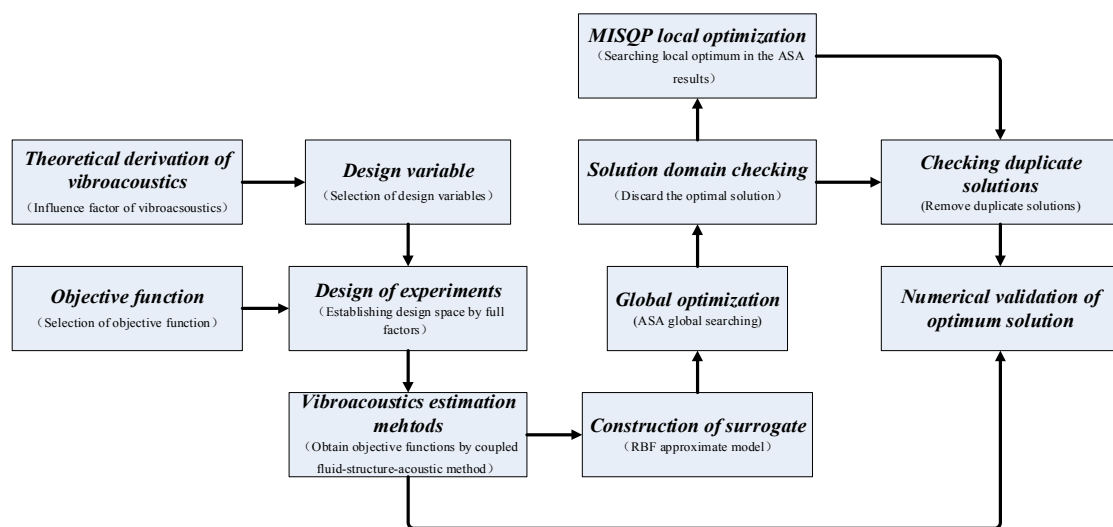 MISQP local optimization
（Searching local optimum in the ASA
results）
Theoretical derivation of
vibroacoustics
（Influence factor of vibroacsoustics）
Design variable
（Selection of design variables）
Solution domain checking
（Discard the optimal solution）
Checking duplicate
solutions
(Remove duplicate solutions)
Objective function
（Selection of objective function）
Design of experiments
（Establishing design space by full
factors）
Global optimization
(ASA global searching)
Numerical validation of
optimum solution
Vibroacoustics estimation
mehtods
（Obtain objective functions by coupled
fluid-structure-acoustic method）
Construction of surrogate
（RBF approximate model）